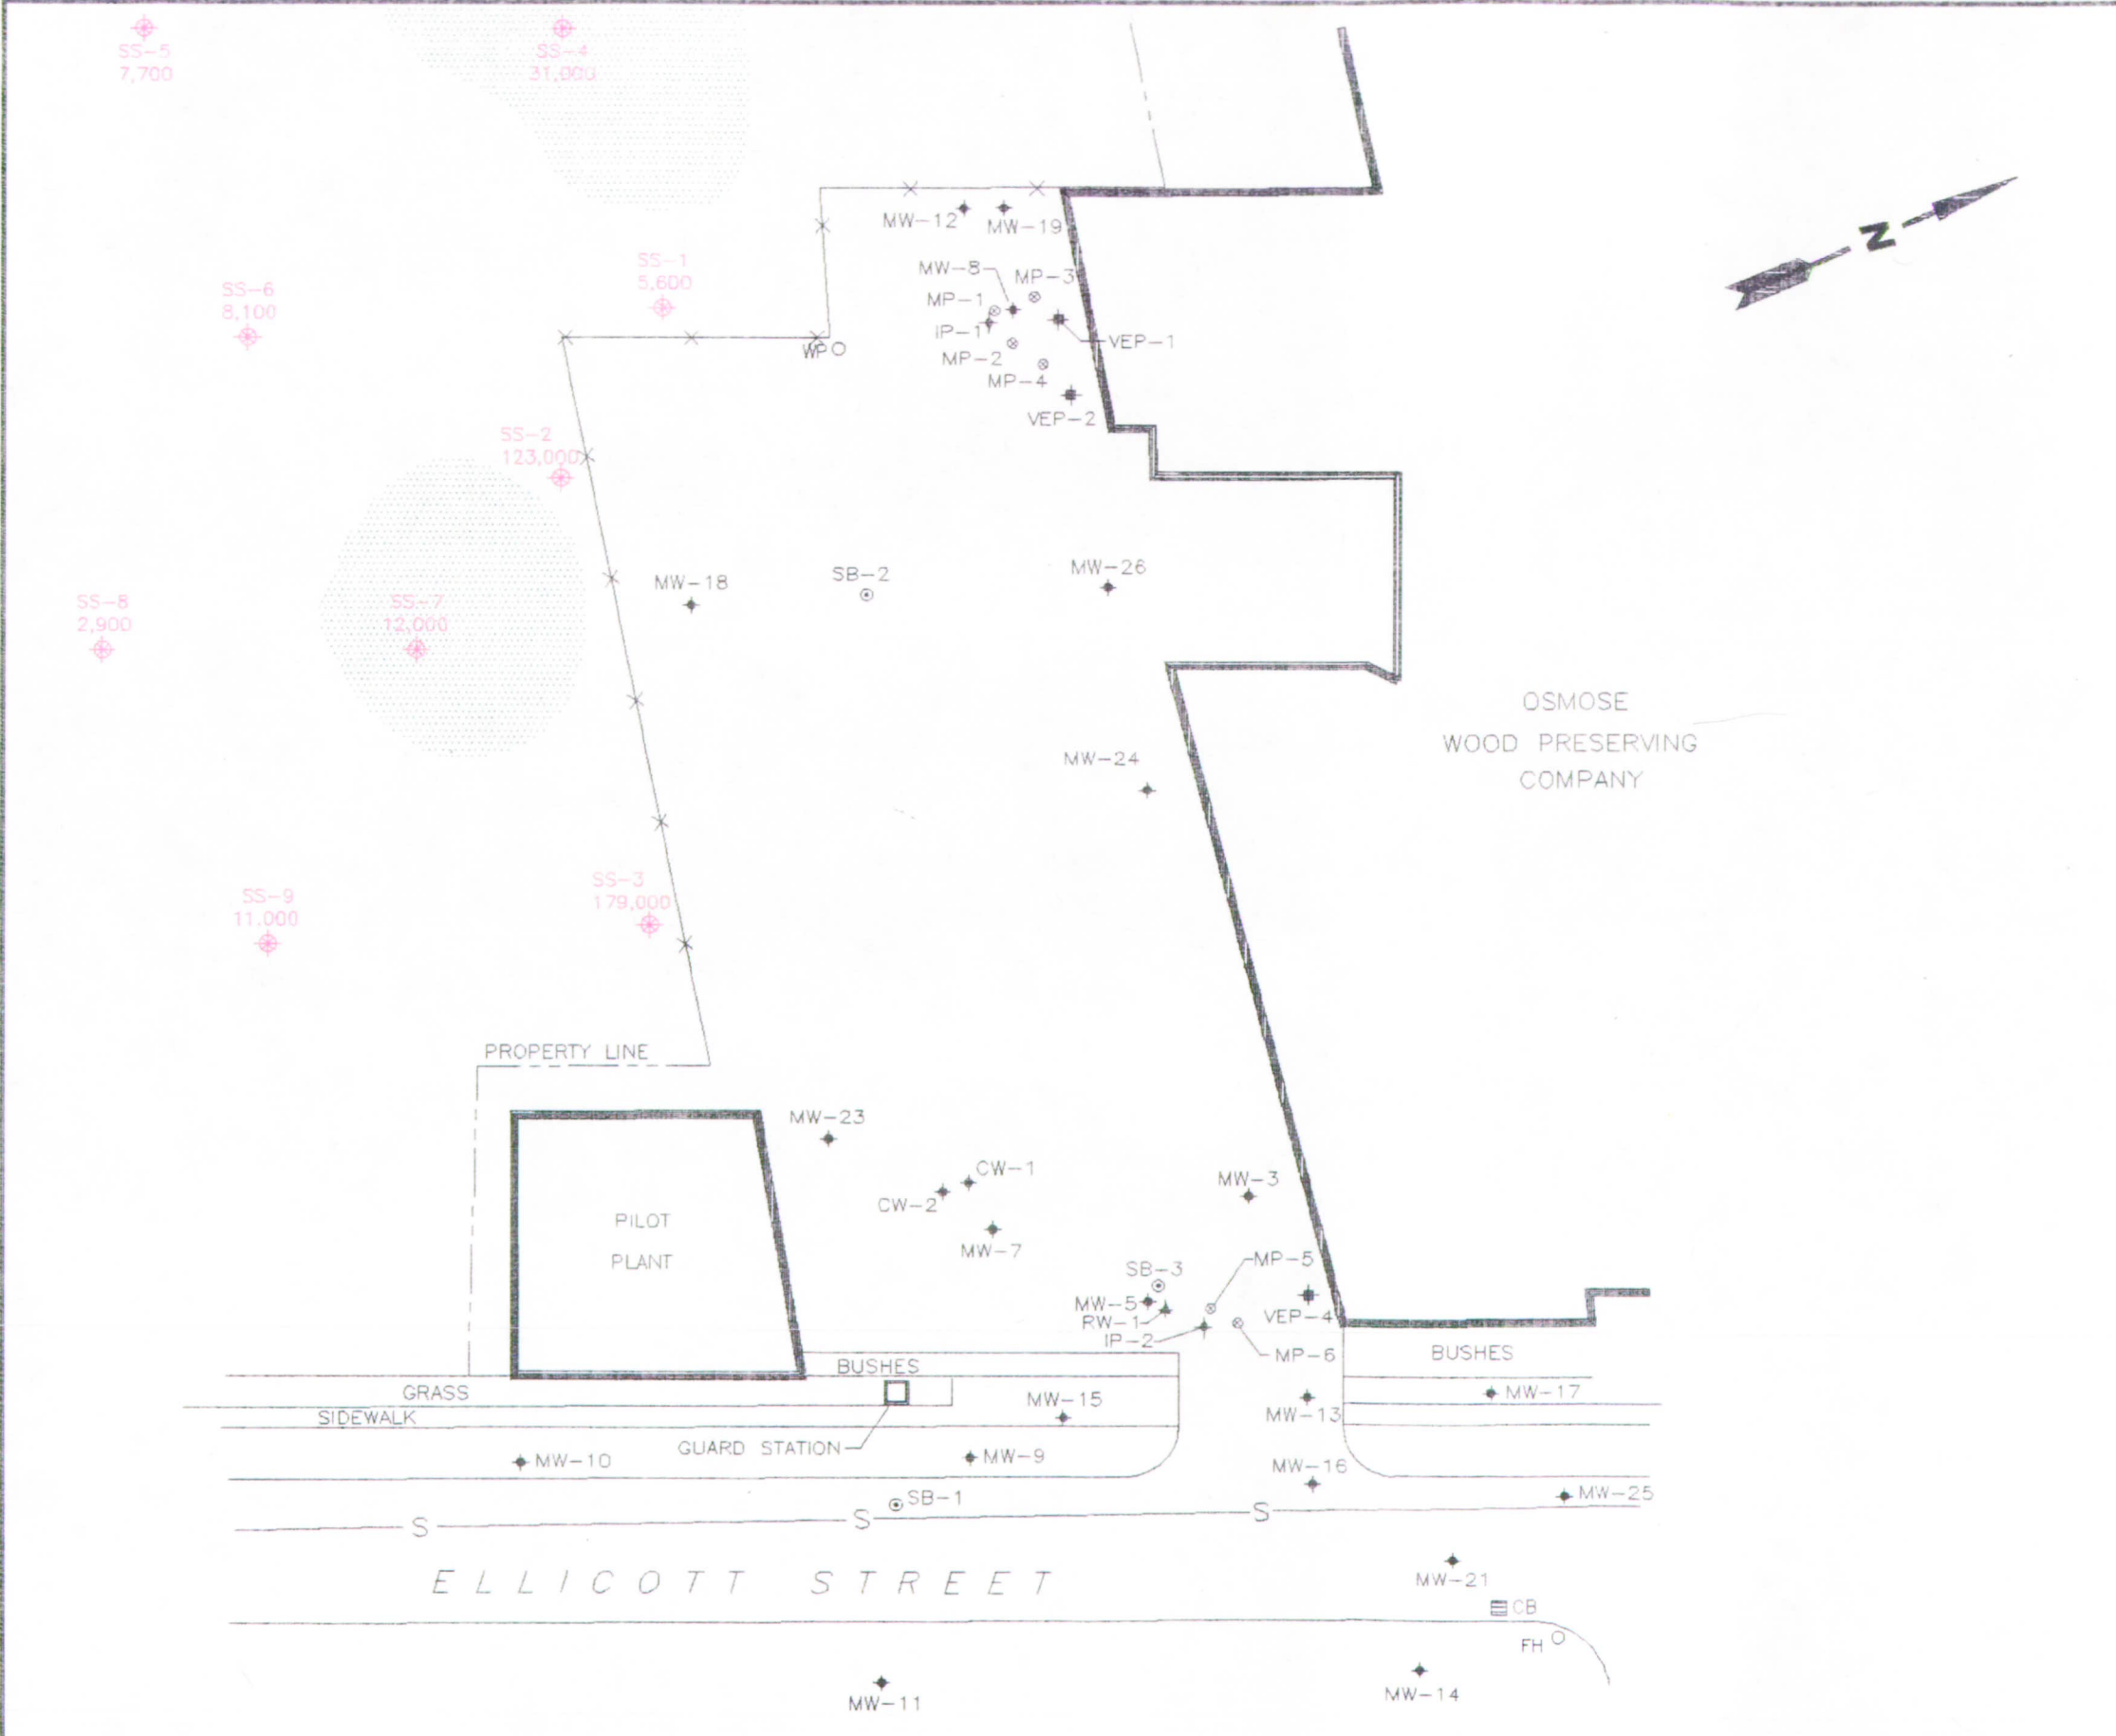 SS-5
7,700
SS-4
31,000
N
MW-12
MW-19
SS-1
5,600
MW-8
MP-3
SS-6
8,100
MP-1
IP-1
WP
VEP-1
MP-2
MP-4
VEP-2
SS-2
123,000
MW-18
SB-2
MW-26
SS-8
2,900
SS-7
12,000
OSMOSE
WOOD PRESERVING
COMPANY
MW-24
SS-3
179,000
SS-9
11.000
PROPERTY LINE
MW-23
CW-1
CW-2
MW-3
PILOT
PLANT
MW-7
MP-5
SB-3
MW-5
RW-1
VEP-4
IP-2
MP-6
BUSHES
BUSHES
GRASS
MW-15
MW-17
SIDEWALK
MW-13
GUARD STATION
MW-10
MW-9
MW-16
SB-1
MW-25
S
S
S
ELLICOTT STREET
MW-21
CB
FH
MW-11
MW-14